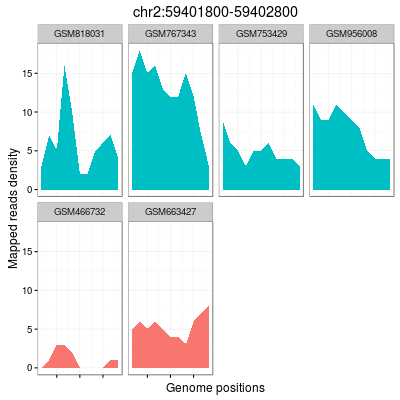 chr2:59401800-59402800
GSM818031 GSM767343 GSM753429 GSM956008
15
10
5
0
GSM466732 GSM663427
15
10
5
0
Mapped reads density
Genome positions